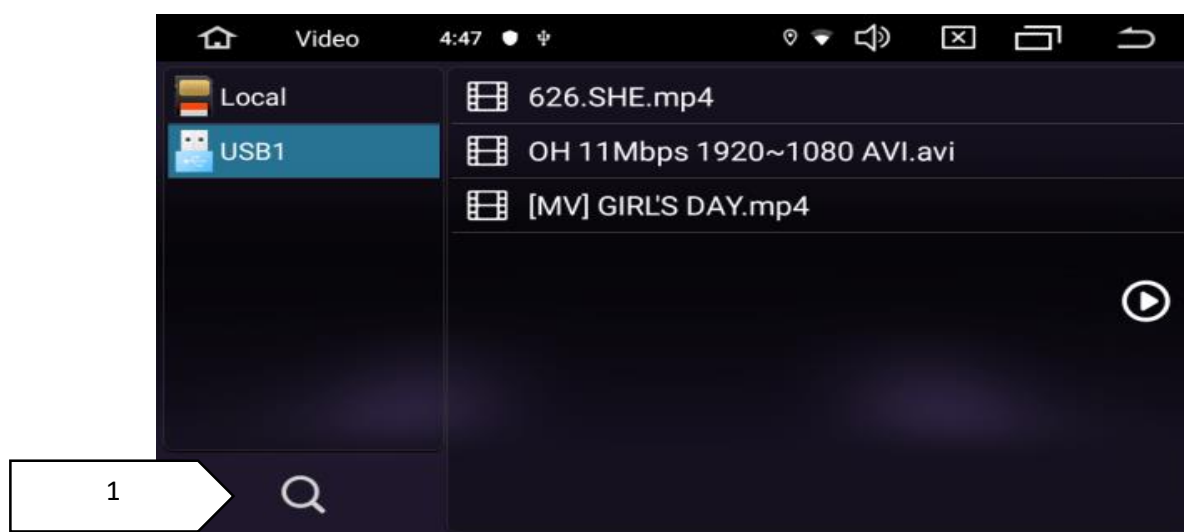 Video 4:47
Local
USB1
626.SHE.mp4
OH 11Mbps 1920~1080 AVI.avi
[MV] GIRL'S DAY.mp4
1